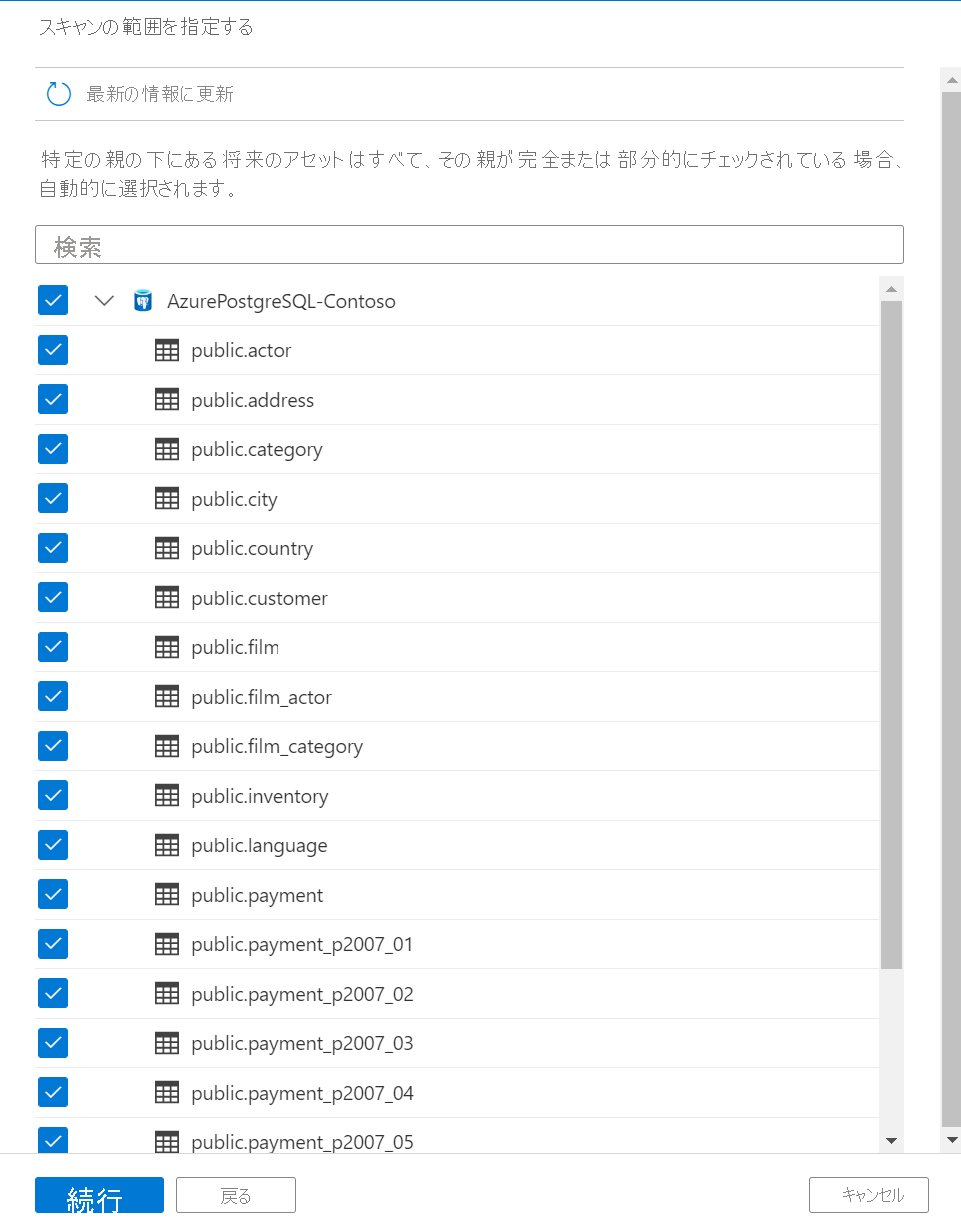 スキャンの範囲を指定する
最新の情報に更新
特定の親の下にある将来のアセットはすべて、その親が完全または部分的にチェックされている場合、
自動的に選択されます。
検索
AzurePostgreSQL-Contoso
public.actor
public.address
public.category
public.city
public.country
public.customer
public.film
public.film_actor
public.film_category
public.inventory
public.language
public.payment
public.payment_p2007_01
public.payment_p2007_02
public.payment_p2007_03
public.payment_p2007_04
public.payment_p2007_05
続行 戻る キャンセル